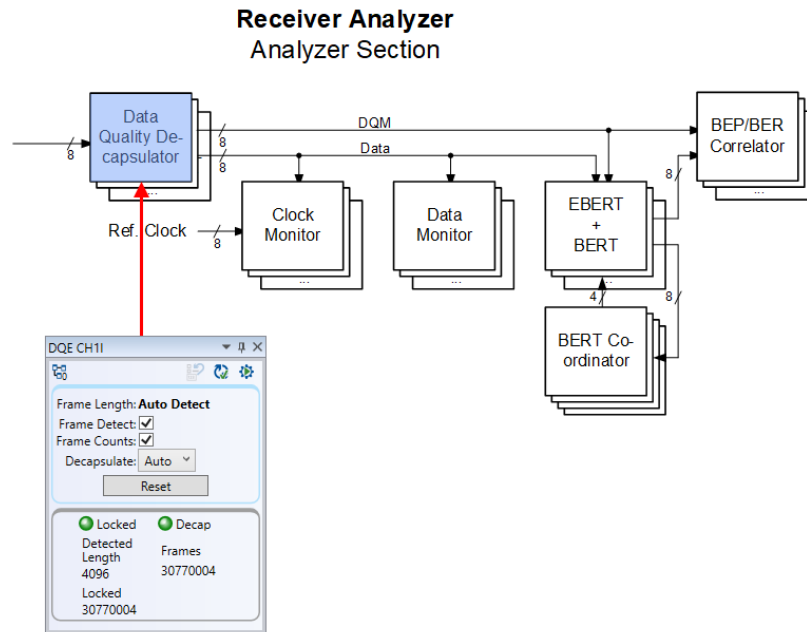 Receiver Analyzer
Analyzer Section
Data
Quality De-
capsulator
...
8
8
DQM
8
Data
BEP/BER
Correlator
...
Ref. Clock
8
Clock
Monitor
...
Data
Monitor
...
EBERT
+
BERT
...
8
4
8
BERT Co-
ordinator
...
DQE CH1I
Frame Length: Auto Detect
Frame Detect:
Frame Counts:
Decapsulate: Auto
Reset
Locked Decap
Detected
Length
4096
Frames
30770004
Locked
30770004